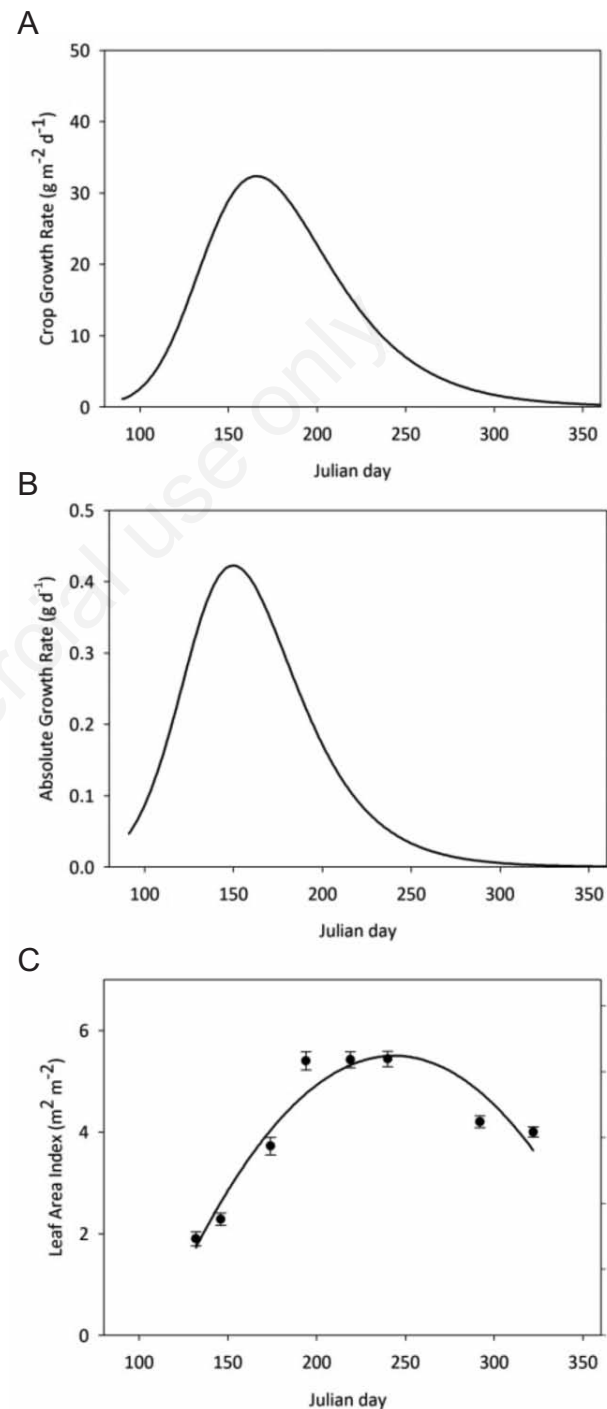 A
Crop Growth Rate (g m-2 d-1)
50
40
30
20
10
0
100 150 200 250 300 350
Julian day
B
Absolute Growth Rate (g d-1)
0.5
0.4
0.3
0.2
0.1
0.0
100 150 200 250 300 350
Julian day
C
Leaf Area Index (m2 m-2)
6
4
2
0
100 150 200 250 300 350
Julian day
rcial use only